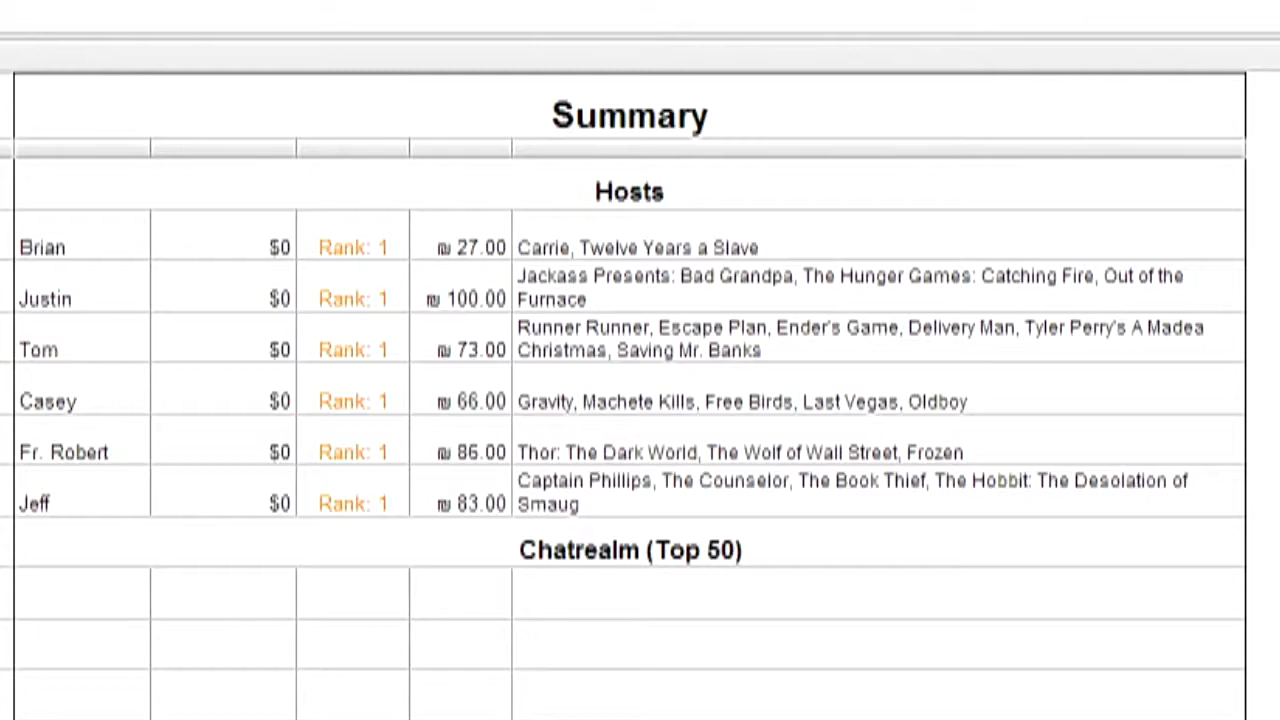 Summary
Hosts
Brian $0 Rank: 1 ₪ 27.00 Carrie, Twelve Years a Slave
Jackass Presents: Bad Grandpa, The Hunger Games: Catching Fire, Out of the
Justin $0 Rank: 1 ₪ 100.00 Furnace
Runner Runner, Escape Plan, Ender's Game, Delivery Man, Tyler Perry's A Madea
Tom $0 Rank: 1 ₪ 73.00 Christmas, Saving Mr. Banks
Casey $0 Rank: 1 ₪ 66.00 Gravity, Machete Kills, Free Birds, Last Vegas, Oldboy
Fr. Robert $0 Rank: 1 ₪ 86.00 Thor: The Dark World, The Wolf of Wall Street, Frozen
Captain Phillips, The Counselor, The Book Thief, The Hobbit: The Desolation of
Jeff $0 Rank: 1 ₪ 83.00 Smaug
Chatrealm (Top 50)